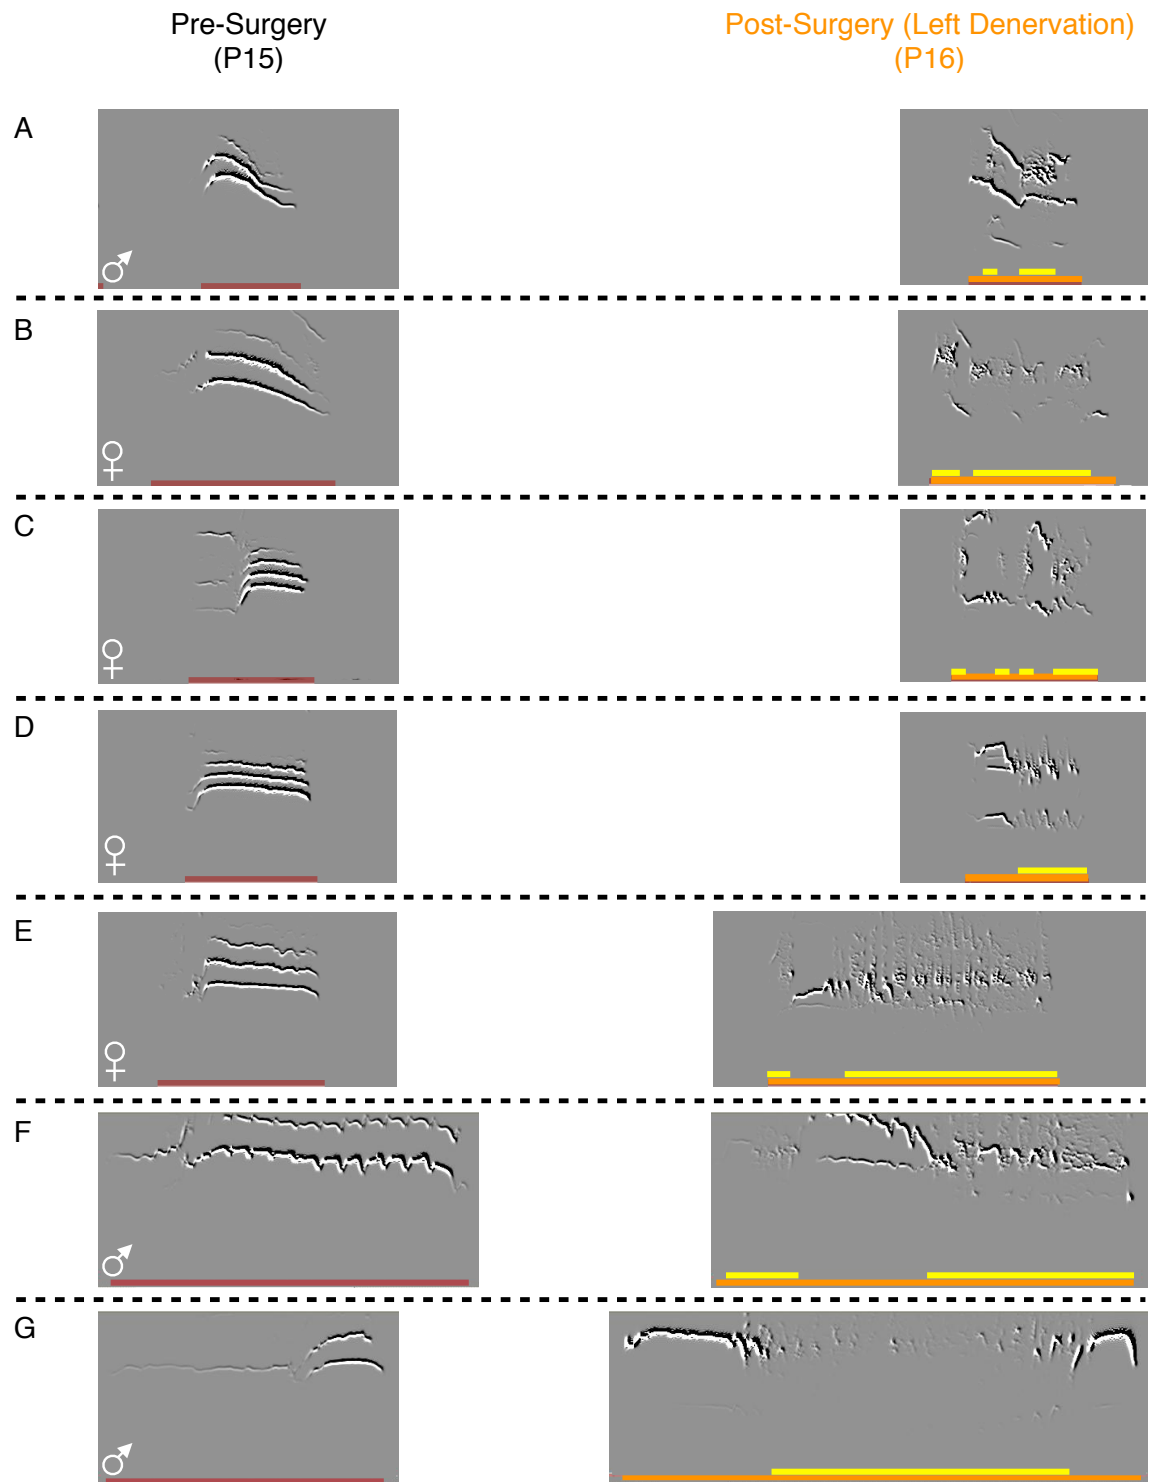 Pre-Surgery
(P15)
Post-Surgery (Left Denervation)
(P16)
A
♂
B
♀
C
♀
D
♀
E
♀
F
♂
G
♂